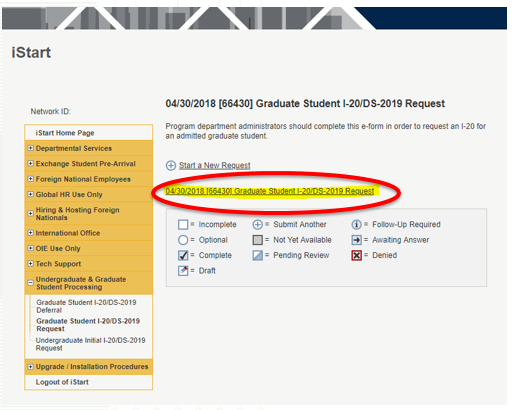 iStart
Network ID:
iStart Home Page
Departmental Services
Exchange Student Pre-Arrival
Foreign National Employees
Global HR Use Only
Hiring & Hosting Foreign
Nationals
International Office
OIE Use Only
Tech Support
Undergraduate & Graduate
Student Processing
Graduate Student I-20/DS-2019
Deferral
Graduate Student I-20/DS-2019
Request
Undergraduate Initial I-20/DS-2019
Request
Upgrade / Installation Procedures
Logout of iStart
04/30/2018 [66430] Graduate Student I-20/DS-2019 Request
Program department administrators should complete this e-form in order to request an I-20 for
an admitted graduate student.
Start a New Request
04/30/2018 [66430] Graduate Student I-20/DS-2019 Request
= Incomplete = Submit Another = Follow-Up Required
= Optional = Not Yet Available = Awaiting Answer
= Complete = Pending Review = Denied
= Draft